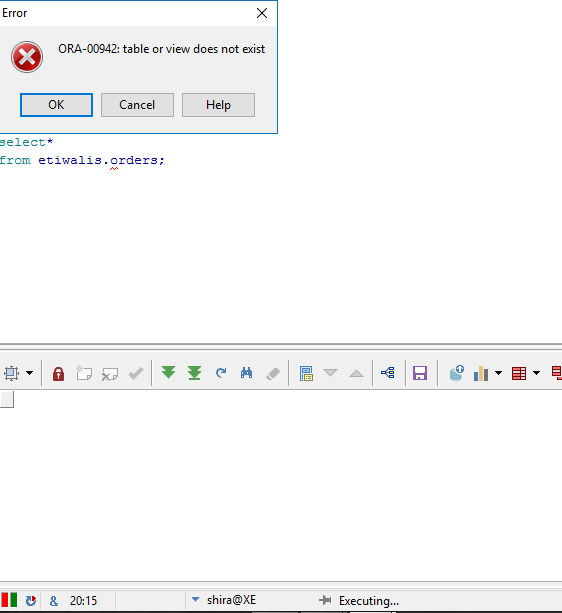 Error
ORA-00942: table or view does not exist
OK Cancel Help
select*
from etiwalis.orders;
& 20:15 shira@XE Executing...